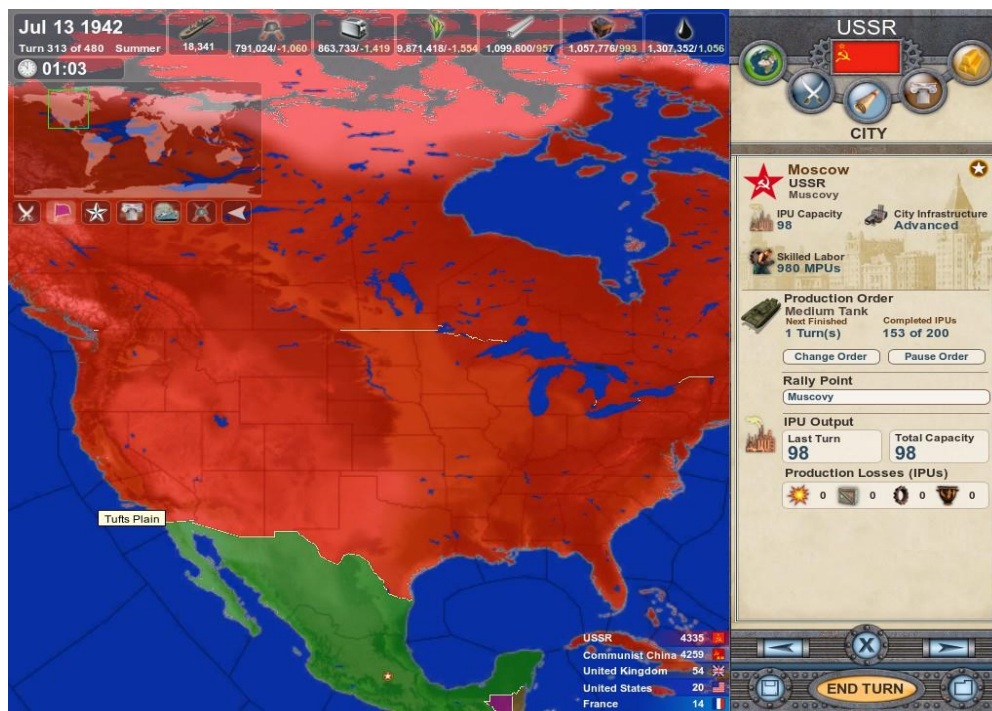 Jul 13 1942
Turn 313 of 480 Summer
18,341
791,024/-1,060
863,733/-1,419
9,871,418/-1,554
1,099,800/957
1,057,776/993
1,307,352/1,056
01:03
Tufts Plain
USSR 4335
Communist China 4259
United Kingdom 54
United States 20
France 14
USSR
CITY
Moscow
USSR
Muscovy
IPU Capacity
98
City Infrastructure
Advanced
Skilled Labor
980 MPUs
Production Order
Medium Tank
Next Finished Completed IPUs
1 Turn(s) 153 of 200
Change Order Pause Order
Rally Point
Muscovy
IPU Output
Last Turn Total Capacity
98 98
Production Losses (IPUs)
0 0 0 0
X
END TURN